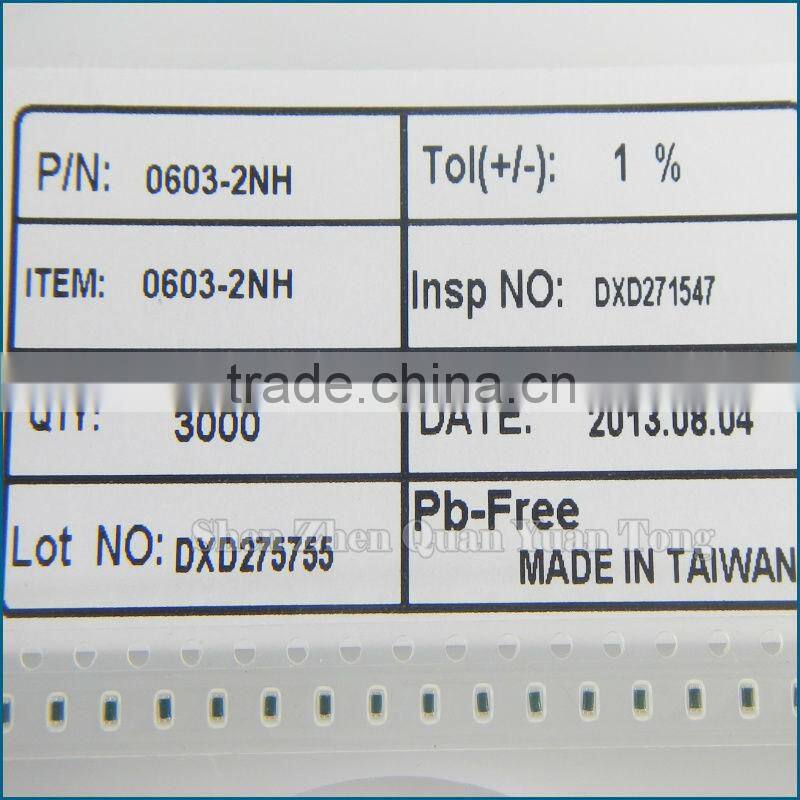 P/N: 0603-2NH
Tol(+/-): 1 %
ITEM: 0603-2NH
Insp NO: DXD271547
trade.china.cn
QTY: 3000
DATE: 2013.08.04
Lot NO: DXD275755
Pb-Free
MADE IN TAIWAN
Shen Zhen Quan Yuan Tong